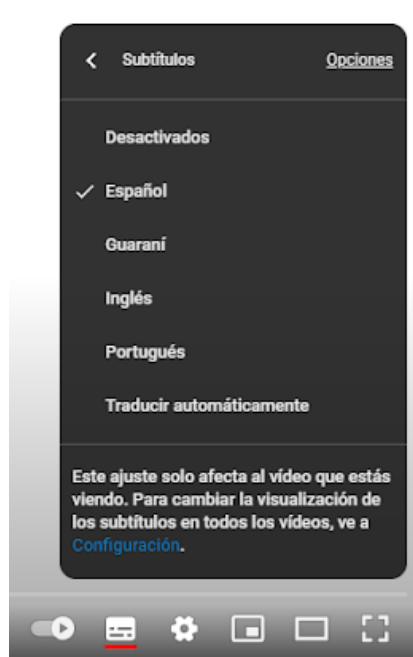 Subtítulos Opciones
Desactivados
Español
Guaraní
Inglés
Portugués
Traducir automáticamente
Este ajuste solo afecta al vídeo que estás
viendo. Para cambiar la visualización de
los subtítulos en todos los vídeos, ve a
Configuración.